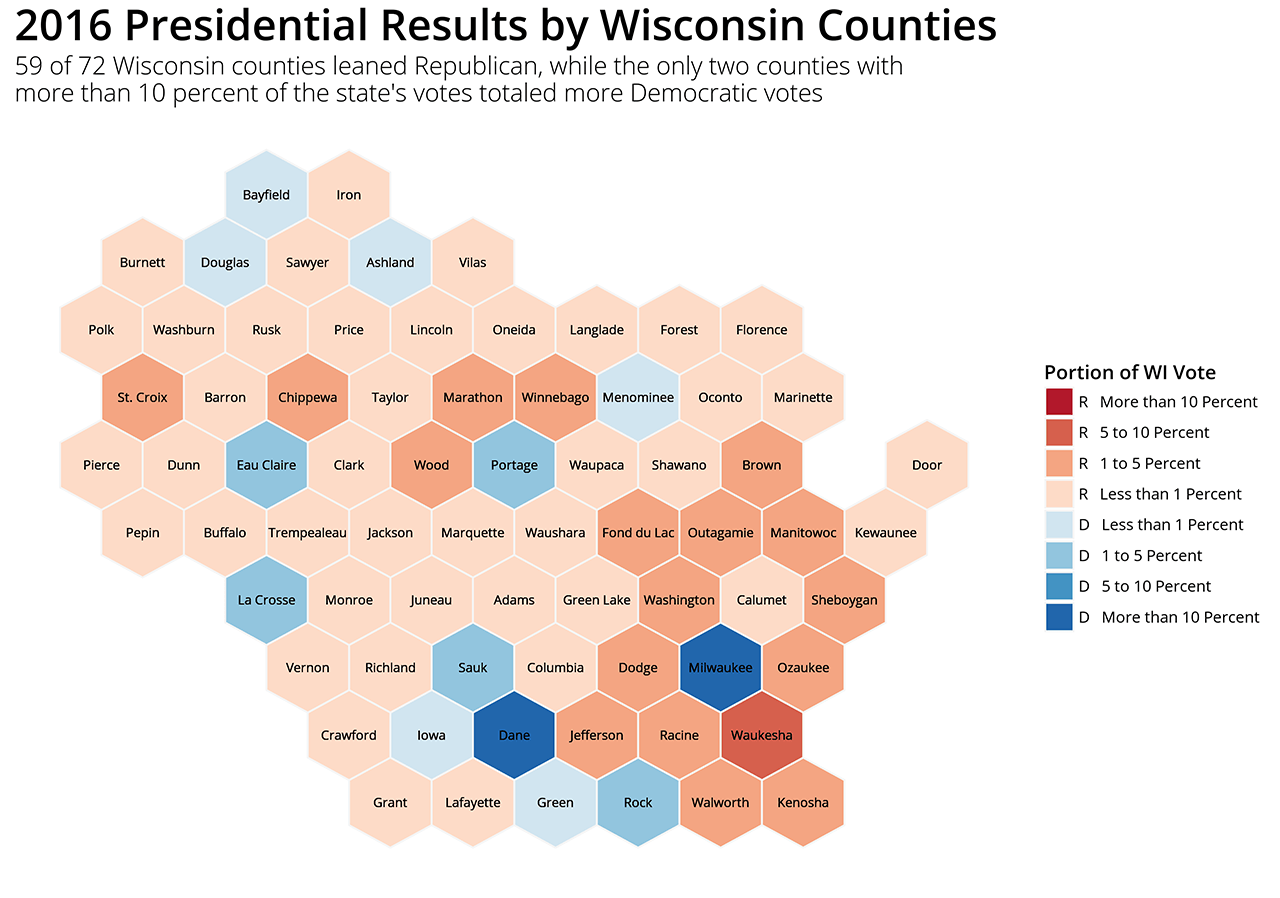 2016 Presidential Results by Wisconsin Counties
59 of 72 Wisconsin counties leaned Republican, while the only two counties with
more than 10 percent of the state's votes totaled more Democratic votes
Bayfield Iron
Burnett Douglas Sawyer Ashland Vilas
Polk Washburn Rusk Price Lincoln Oneida Langlade Forest Florence
St. Croix Barron Chippewa Taylor Marathon Winnebago Menominee Oconto Marinette
Pierce Dunn Eau Claire Clark Wood Portage Waupaca Shawano Brown Door
Pepin Buffalo Trempealeau Jackson Marquette Waushara Fond du Lac Outagamie Manitowoc Kewaunee
La Crosse Monroe Juneau Adams Green Lake Washington Calumet Sheboygan
Vernon Richland Sauk Columbia Dodge Milwaukee Ozaukee
Crawford Iowa Dane Jefferson Racine Waukesha
Grant Lafayette Green Rock Walworth Kenosha
Portion of WI Vote
R More than 10 Percent
R 5 to 10 Percent
R 1 to 5 Percent
R Less than 1 Percent
D Less than 1 Percent
D 1 to 5 Percent
D 5 to 10 Percent
D More than 10 Percent